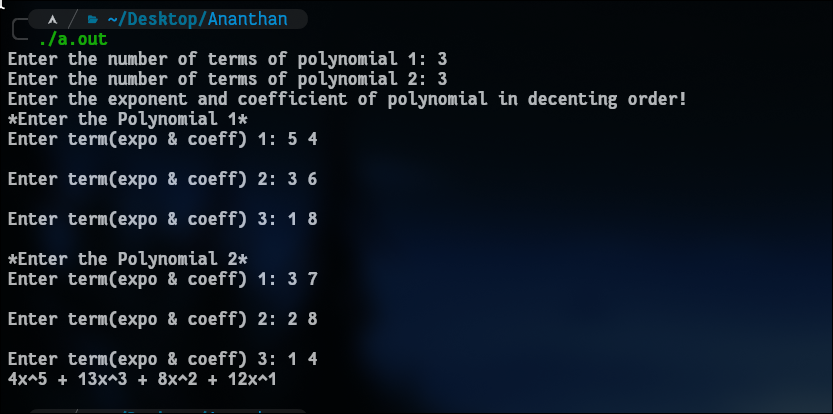 ~/Desktop/Ananthan
./a.out
Enter the number of terms of polynomial 1: 3
Enter the number of terms of polynomial 2: 3
Enter the exponent and coefficient of polynomial in decenting order!
*Enter the Polynomial 1*
Enter term(expo & coeff) 1: 5 4
Enter term(expo & coeff) 2: 3 6
Enter term(expo & coeff) 3: 1 8
*Enter the Polynomial 2*
Enter term(expo & coeff) 1: 3 7
Enter term(expo & coeff) 2: 2 8
Enter term(expo & coeff) 3: 1 4
4x^5 + 13x^3 + 8x^2 + 12x^1